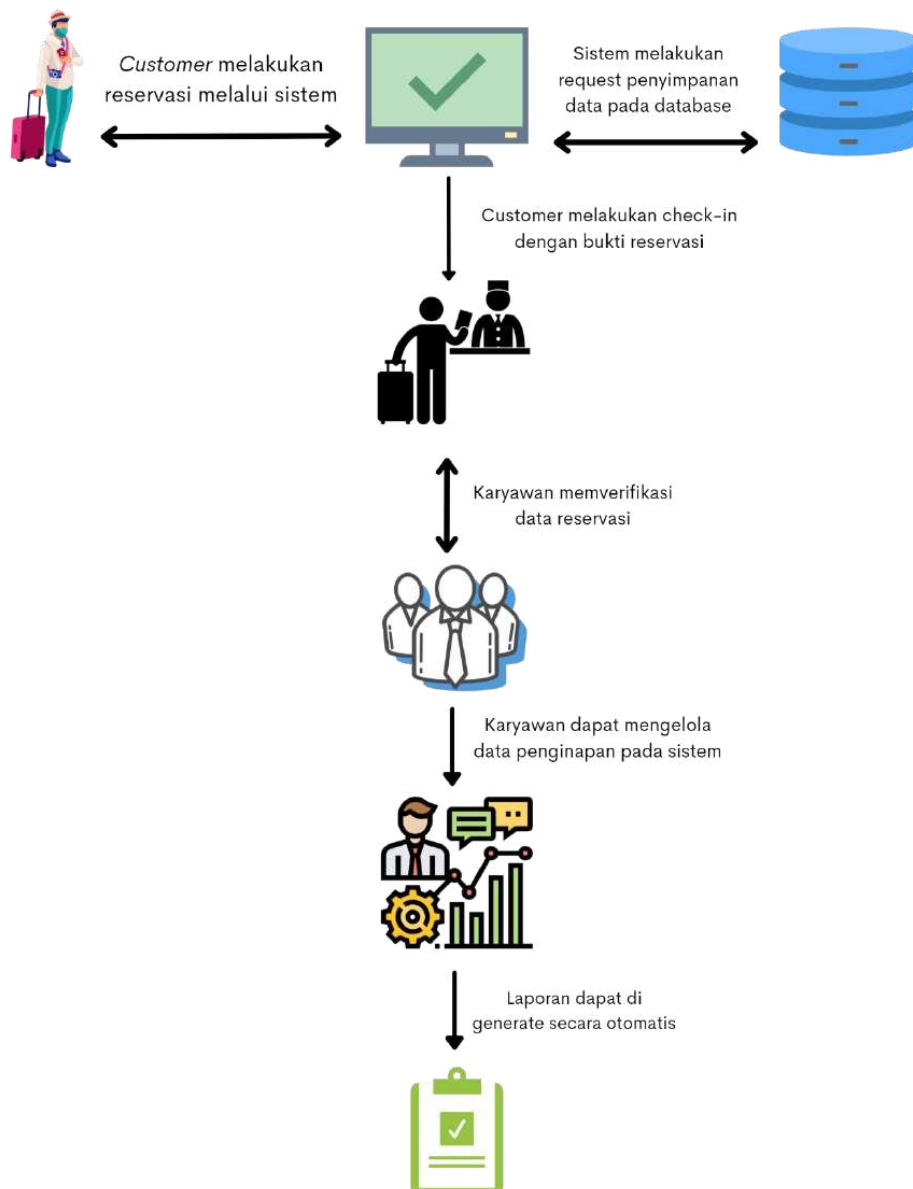 Customer melakukan
reservasi melalui sistem
Sistem melakukan
request penyimpanan
data pada database
Customer melakukan check-in
dengan bukti reservasi
Karyawan memverifikasi
data reservasi
Karyawan dapat mengelola
data penginapan pada sistem
Laporan dapat di
generate secara otomatis